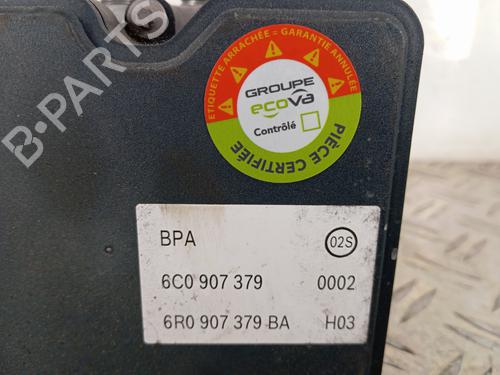 B-PARTS
ÉTIQUETTE ARRACHÉE = GARANTIE ANNULÉE
GROUPE
ecova
Contrôlé
PIÈCE CERTIFIÉE
BPA 02S
6C0 907 379 0002
6R0 907 379 BA H03